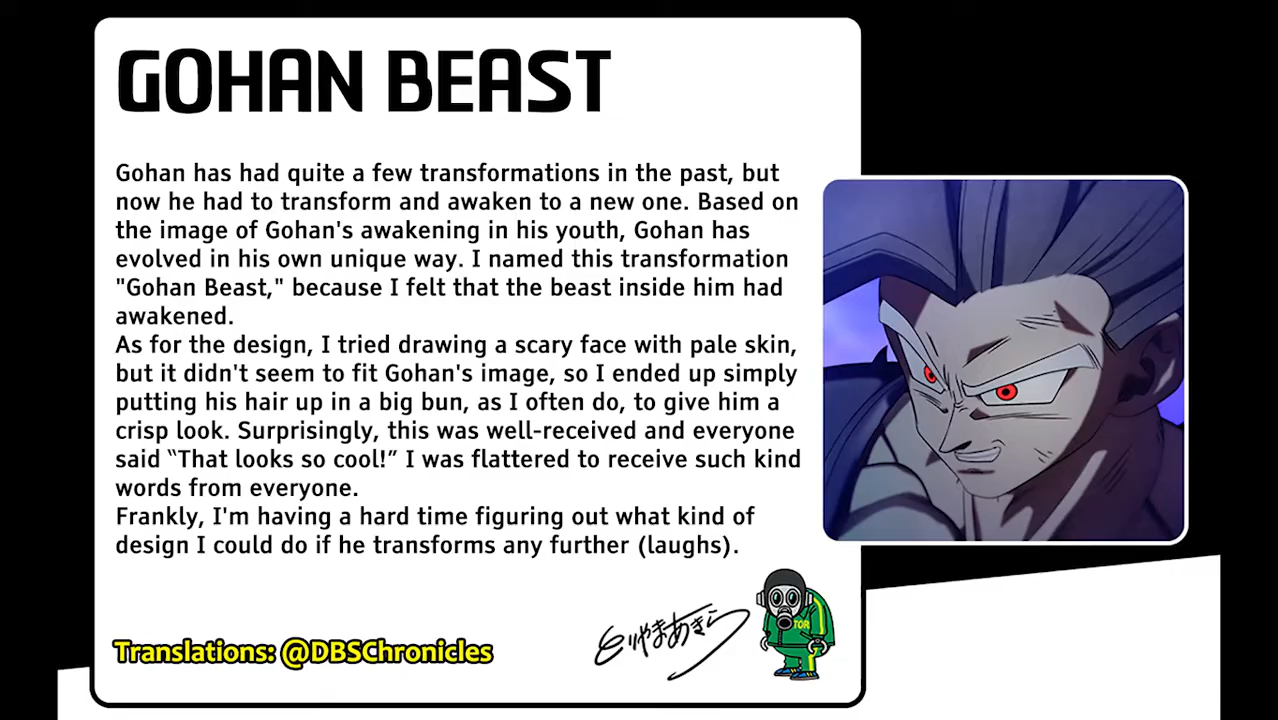 GOHAN BEAST
Gohan has had quite a few transformations in the past, but
now he had to transform and awaken to a new one. Based on
the image of Gohan's awakening in his youth, Gohan has
evolved in his own unique way. I named this transformation
"Gohan Beast," because I felt that the beast inside him had
awakened.
As for the design, I tried drawing a scary face with pale skin,
but it didn't seem to fit Gohan's image, so I ended up simply
putting his hair up in a big bun, as I often do, to give him a
crisp look. Surprisingly, this was well-received and everyone
said “That looks so cool!” I was flattered to receive such kind
words from everyone.
Frankly, I'm having a hard time figuring out what kind of
design I could do if he transforms any further (laughs).
とりやまあきら
TOR
Translations: @DBSChronicles